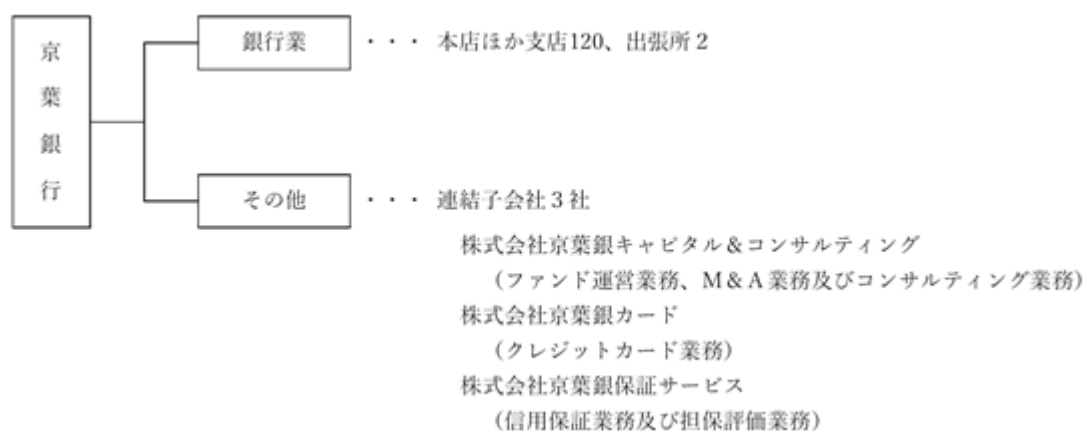 京葉銀行
銀行業 ・・・ 本店ほか支店120、出張所２
その他 ・・・ 連結子会社３社
株式会社京葉銀キャピタル＆コンサルティング
（ファンド運営業務、Ｍ＆Ａ業務及びコンサルティング業務）
株式会社京葉銀カード
（クレジットカード業務）
株式会社京葉銀保証サービス
（信用保証業務及び担保評価業務）